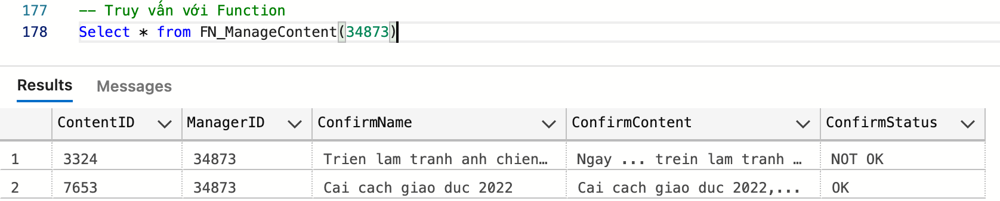 177 -- Truy vấn với Function
178 Select * from FN_ManageContent(34873)
Results Messages
ContentID ManagerID ConfirmName ConfirmContent ConfirmStatus
1 3324 34873 Trien lam tranh anh chien… Ngay ... trein lam tranh … NOT OK
2 7653 34873 Cai cach giao duc 2022 Cai cach giao duc 2022,... OK